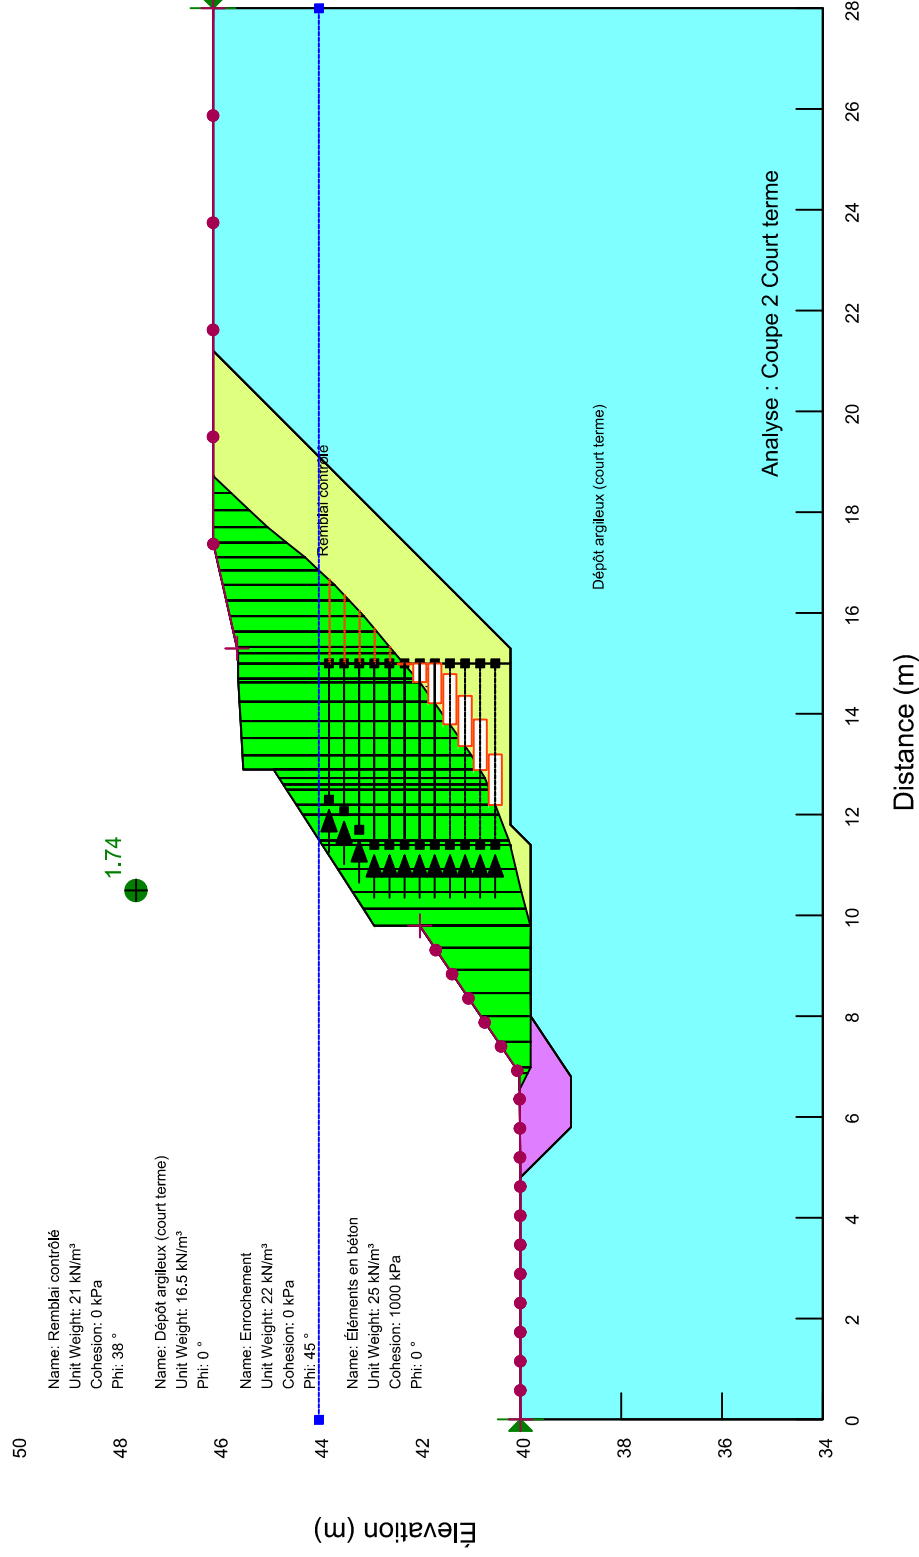 Name: Remblai contrôlé
Unit Weight: 21 kN/m³
Cohesion: 0 kPa
Phi: 38 °
Name: Dépôt argileux (court terme)
Unit Weight: 16.5 kN/m³
Phi: 0 °
Name: Enrochement
Unit Weight: 22 kN/m³
Cohesion: 0 kPa
Phi: 45 °
Name: Éléments en béton
Unit Weight: 25 kN/m³
Cohesion: 1000 kPa
Phi: 0 °
1.74
Remblai contrôlé
Dépôt argileux (court terme)
Analyse : Coupe 2 Court terme
Élevation (m)
50
48
46
44
42
40
38
36
34
0
2
4
6
8
10
12
14
16
18
20
22
24
26
28
Distance (m)